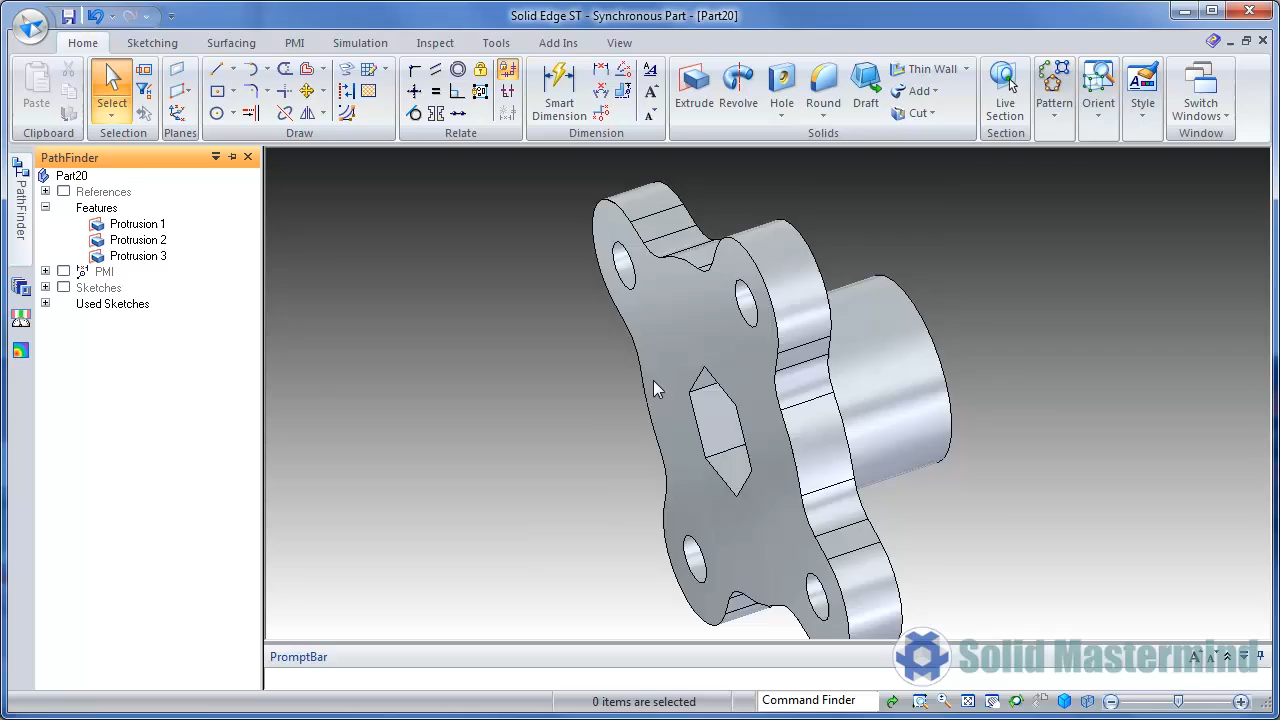 Solid Edge ST - Synchronous Part - [Part20]
Home Sketching Surfacing PMI Simulation Inspect Tools Add Ins View
Paste
Select
Smart
Dimension
Extrude Revolve Hole Round Draft
Thin Wall
Add
Cut
Live
Section
Pattern
Orient
Style
Switch
Windows
Clipboard Selection Planes Draw Relate Dimension Solids Section Window
PathFinder
PathFinder
Part20
References
Features
Protrusion 1
Protrusion 2
Protrusion 3
PMI
Sketches
Used Sketches
PromptBar
Solid Mastermind
0 items are selected
Command Finder